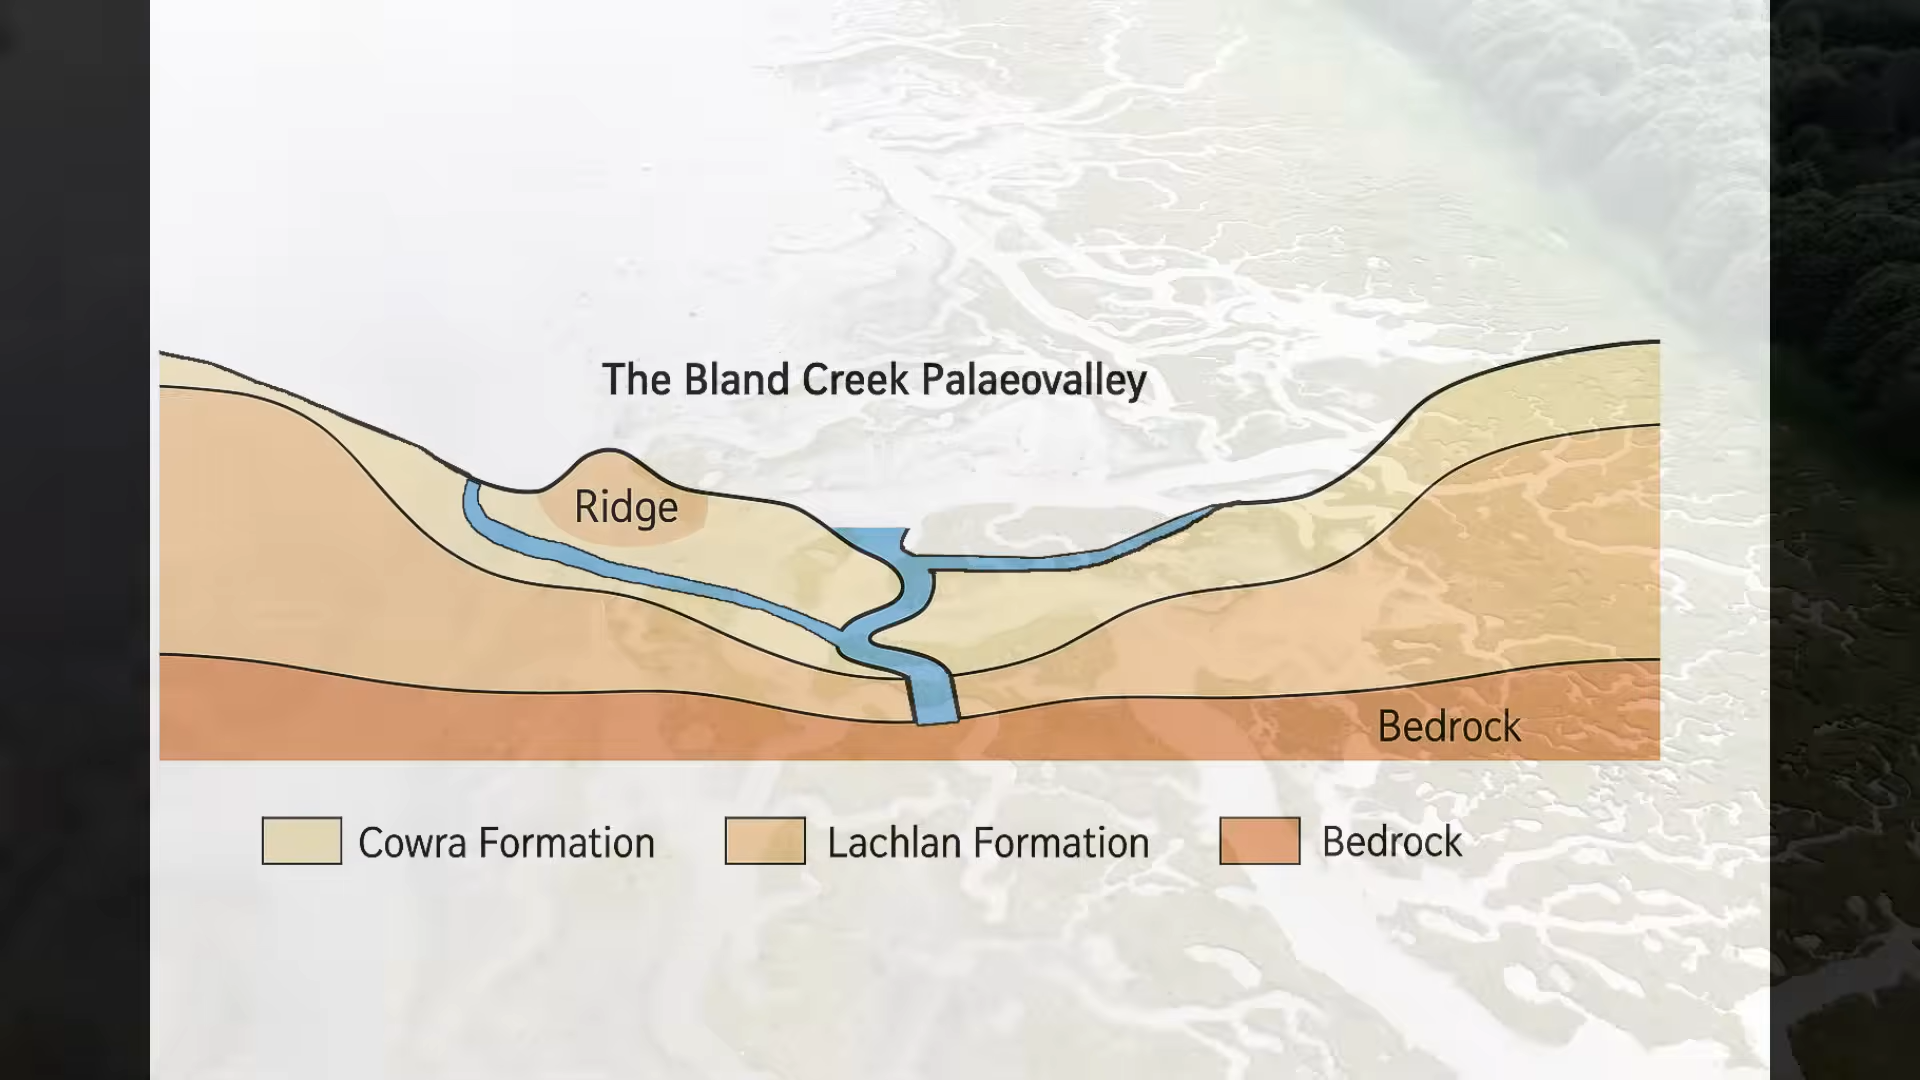 The Bland Creek Palaeovalley
Ridge
Bedrock
Cowra Formation
Lachlan Formation
Bedrock